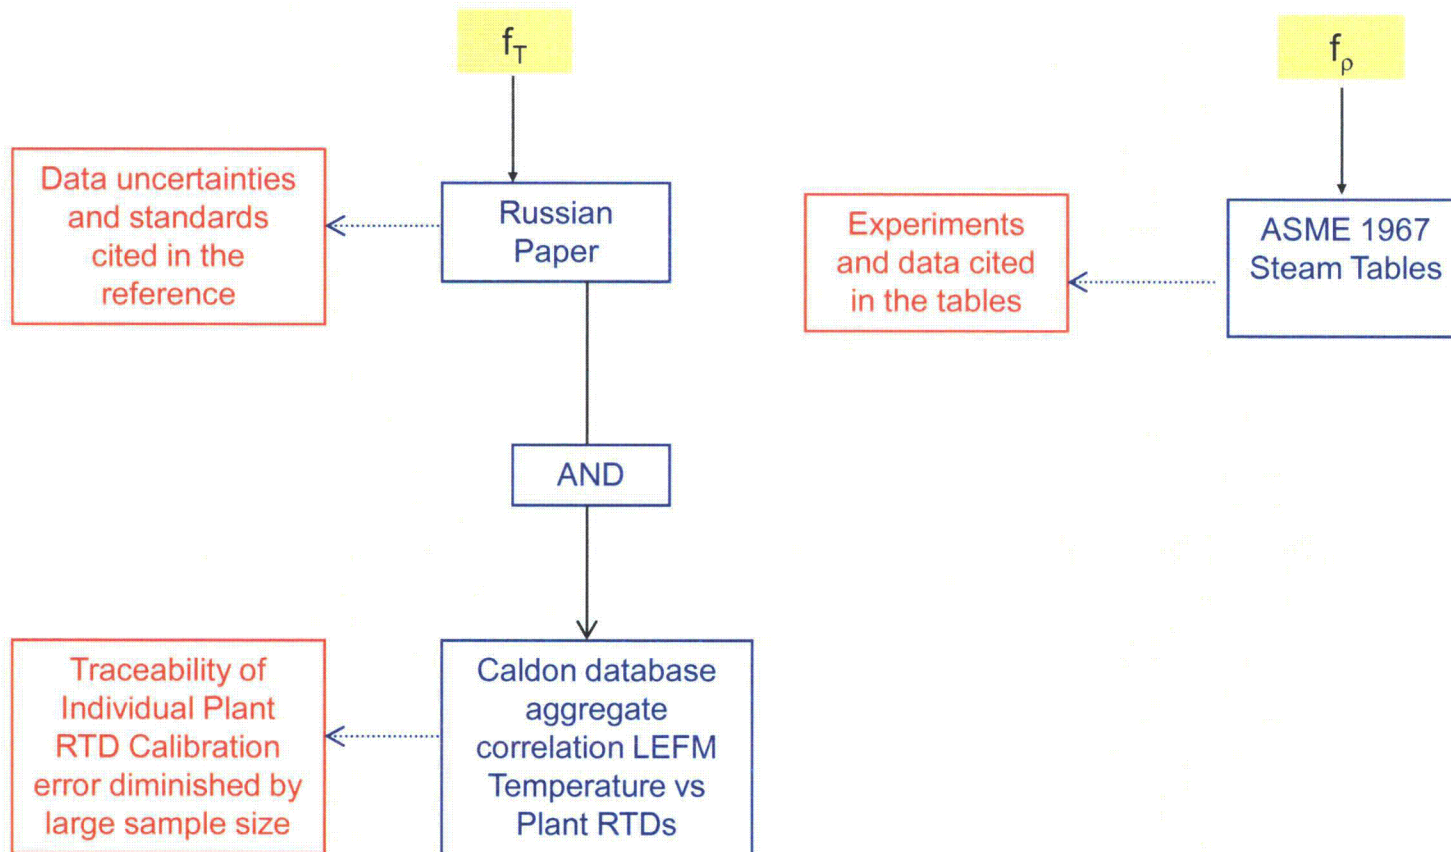 f_T
Data uncertainties
and standards
cited in the
reference
Russian
Paper
AND
Traceability of
Individual Plant
RTD Calibration
error diminished by
large sample size
Caldon database
aggregate
correlation LEFM
Temperature vs
Plant RTDs
f_ρ
Experiments
and data cited
in the tables
ASME 1967
Steam Tables